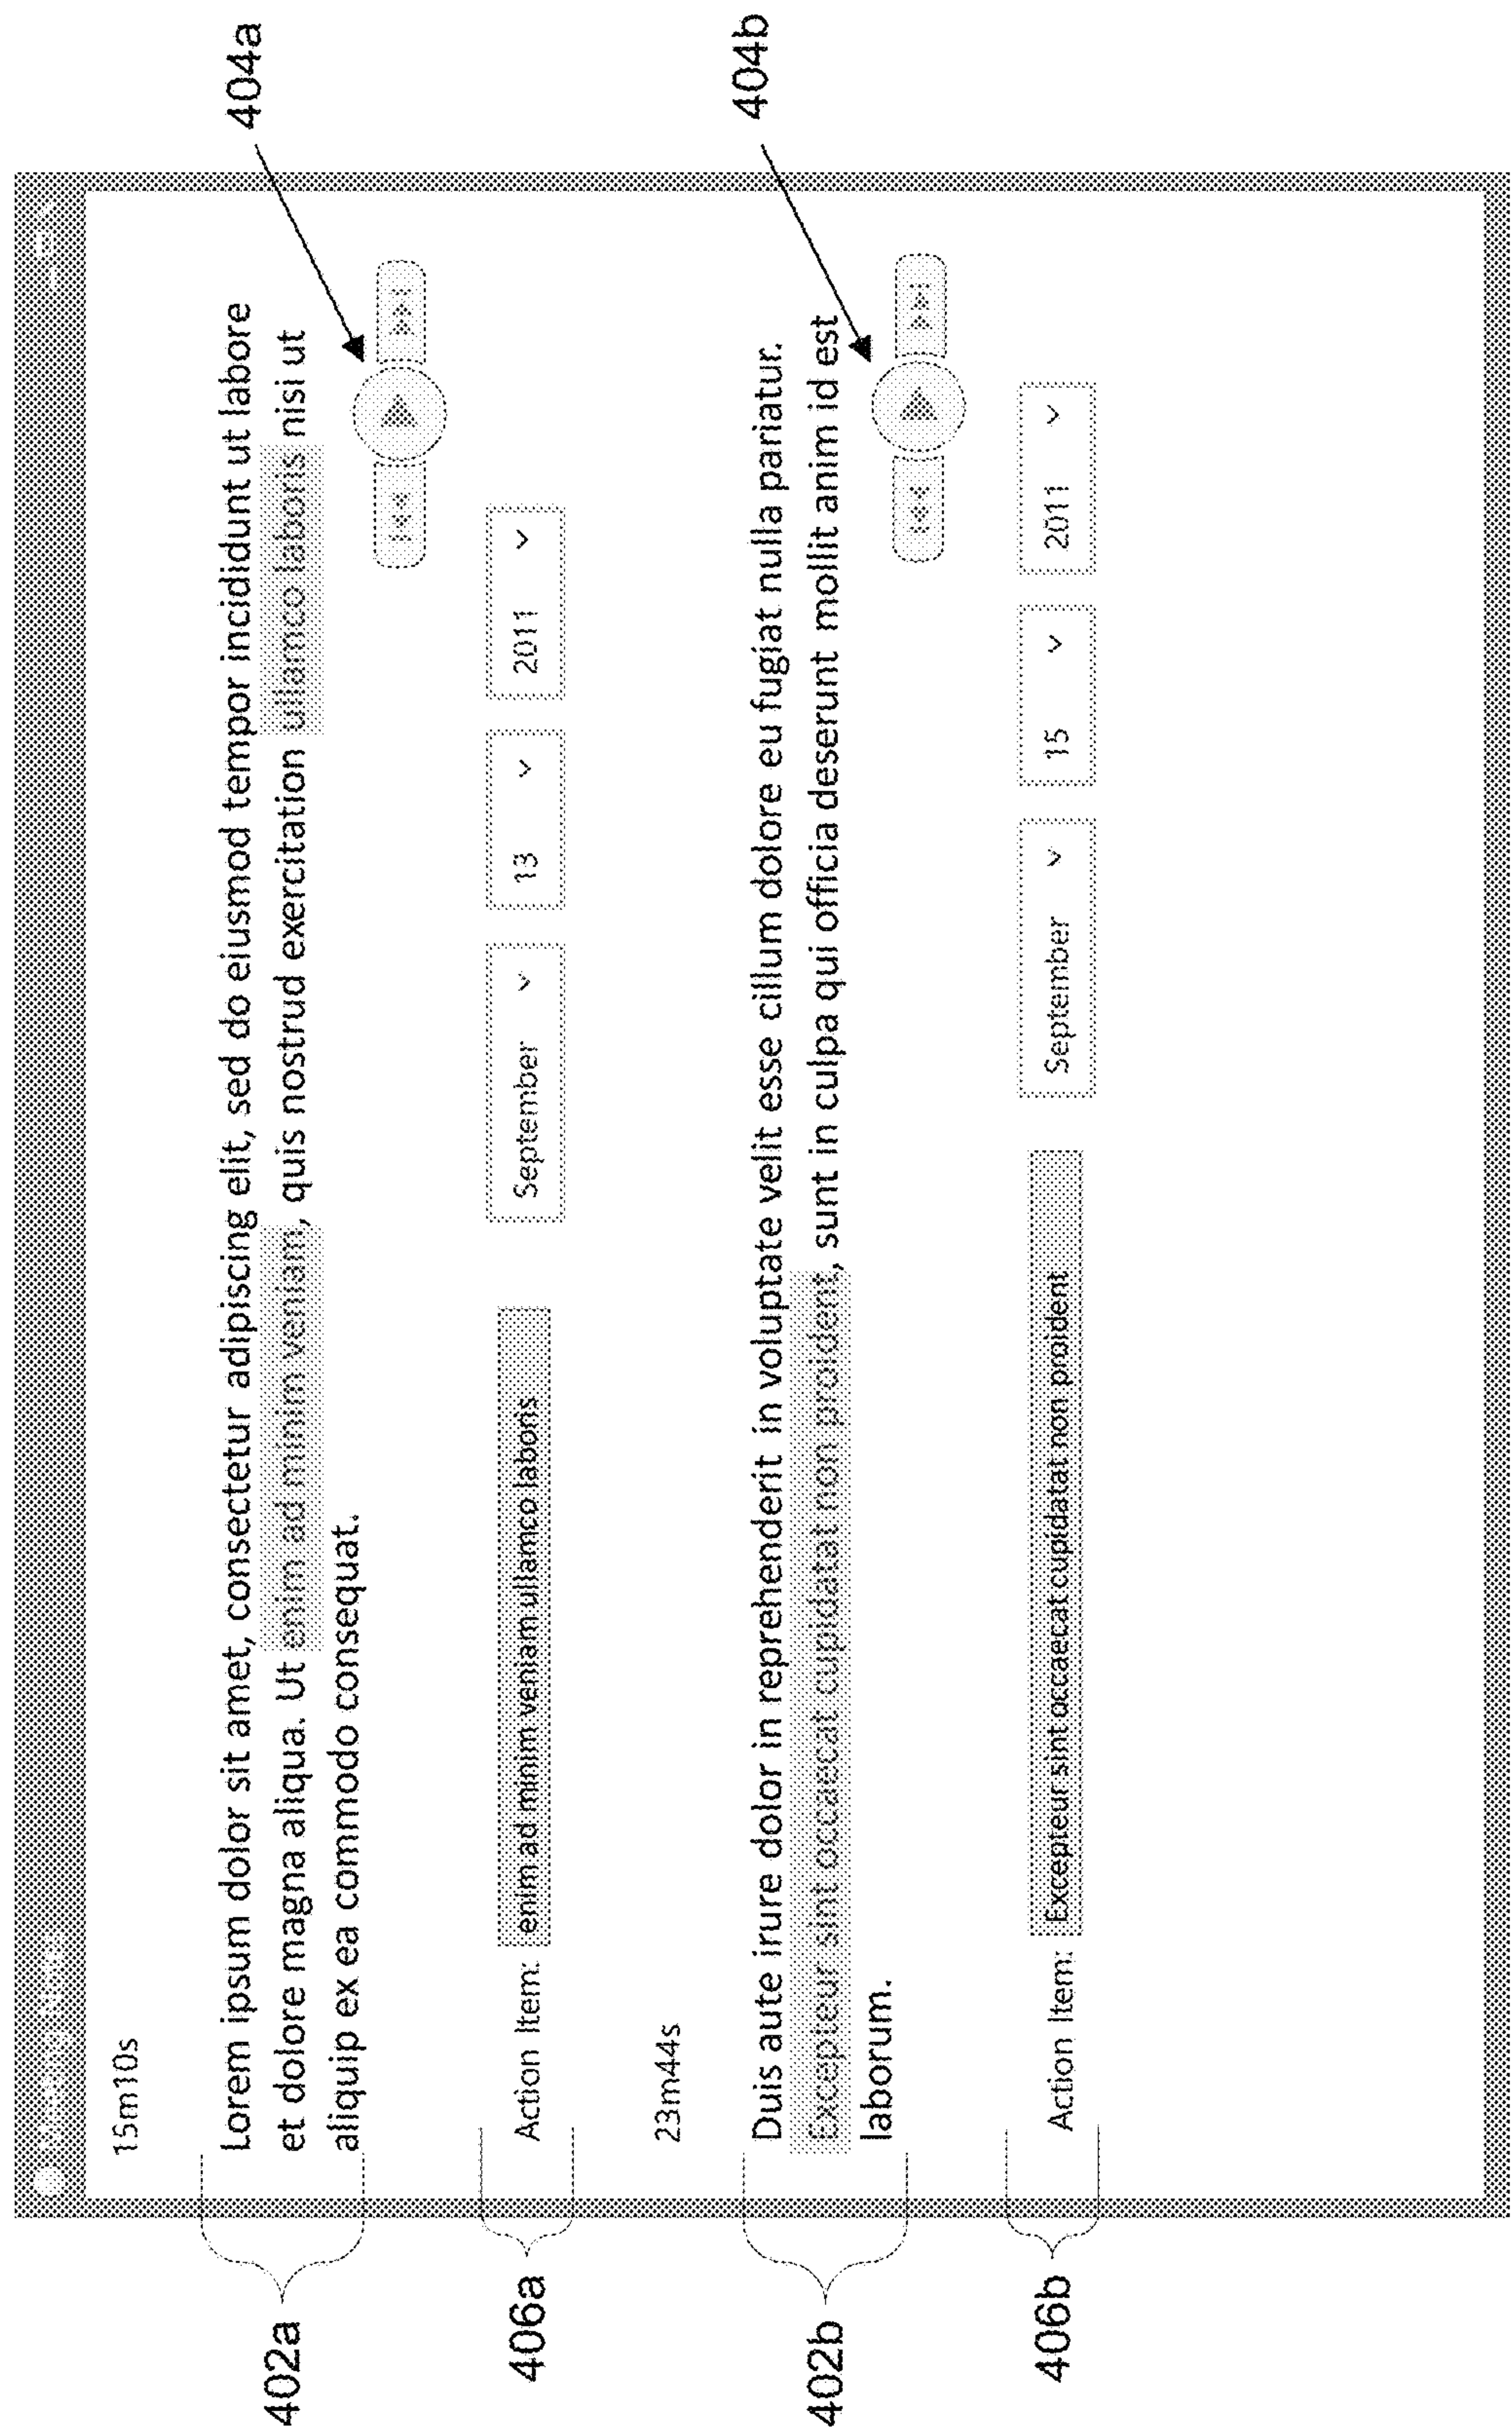 404a
15m10s
402a
Lorem ipsum dolor sit amet, consectetur adipiscing elit, sed do eiusmod tempor incididunt ut labore
et dolore magna aliqua. Ut enim ad minim veniam, quis nostrud exercitation ullamco laboris nisi ut
aliquip ex ea commodo consequat.
406a
Action Item: enim ad minim veniam ullamco laboris September 13 2011
404b
23m44s
402b
Duis aute irure dolor in reprehenderit in voluptate velit esse cillum dolore eu fugiat nulla pariatur.
Excepteur sint occaecat cupidatat non proident, sunt in culpa qui officia deserunt mollit anim id est
laborum.
406b
Action Item: Excepteur sint occaecat cupidatat non proident September 15 2011